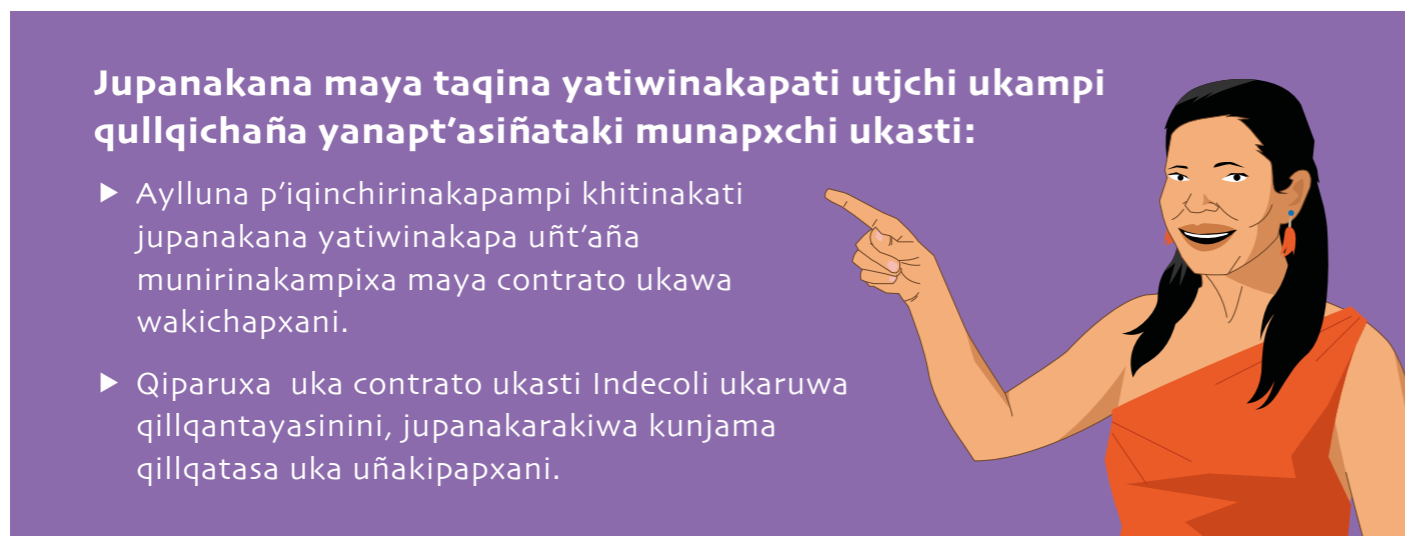 Jupanakana maya taqina yatiwinakapati utjchi ukampi
qullqichaña yanapt’asiñataki munapxchi ukasti:
▶ Aylluna p’iqinchirinakapampi khitinakati
jupanakana yatiwinakapa uñt’aña
munirinakampixa maya contrato ukawa
wakichapxani.
▶ Qiparuxa uka contrato ukasti Indecoli ukaruwa
qillqantayasinini, jupanakarakiwa kunjama
qillqatasa uka uñakipapxani.